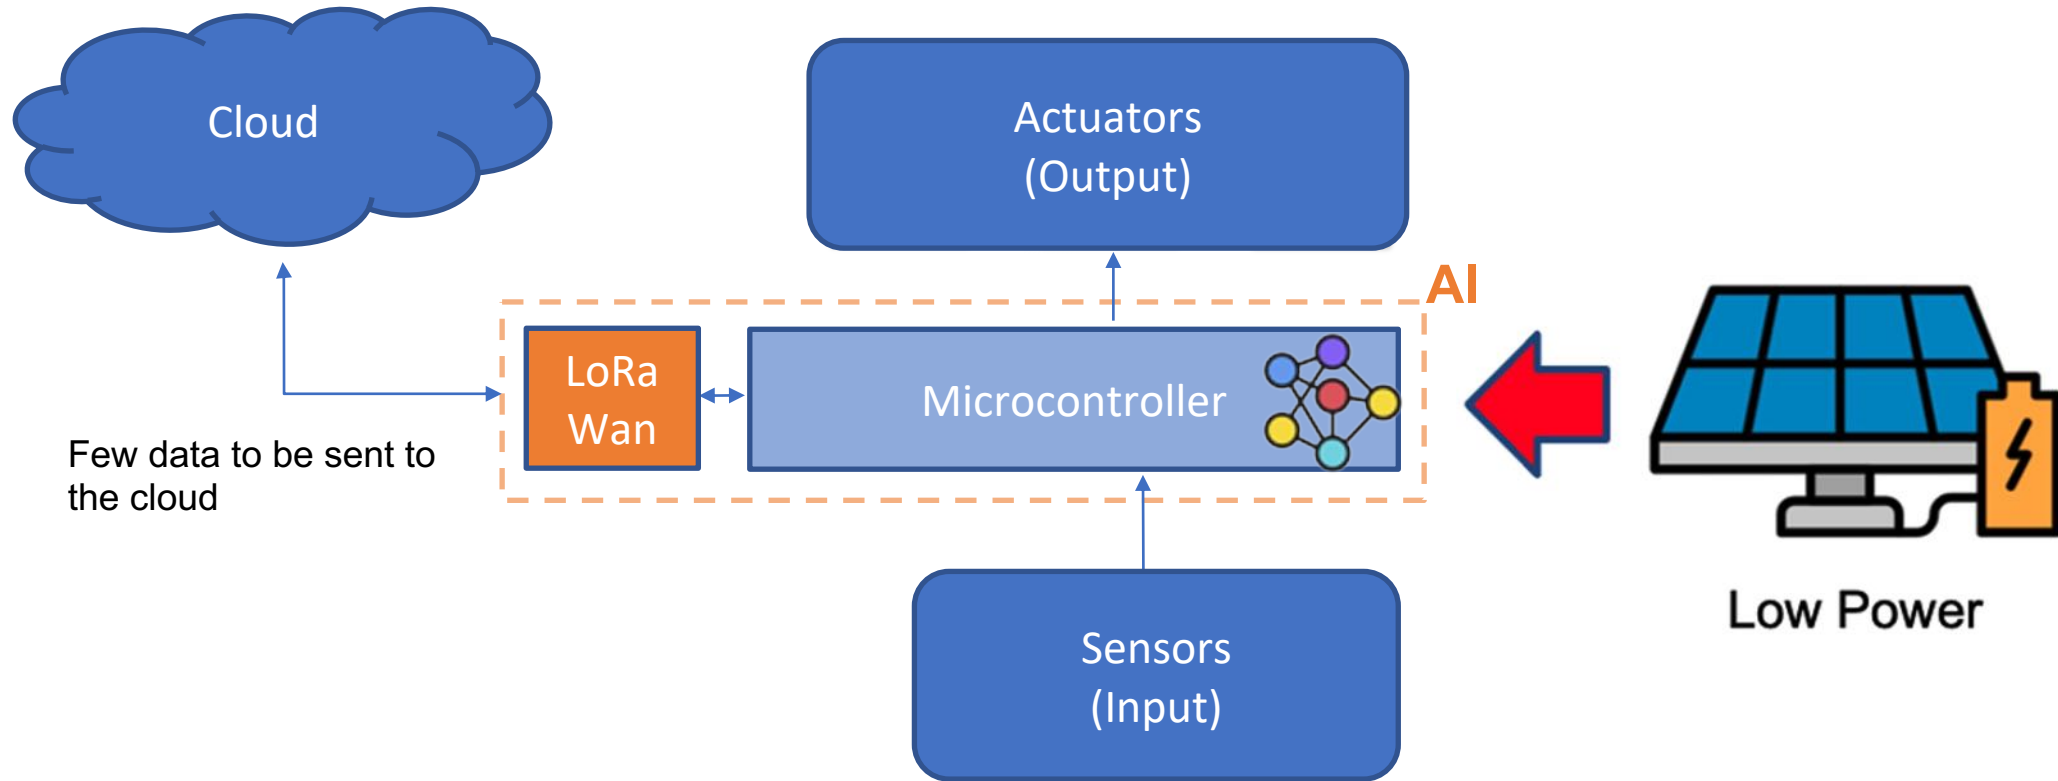 Cloud
Actuators
(Output)
AI
LoRa
Wan
Microcontroller
Few data to be sent to
the cloud
Sensors
(Input)
Low Power